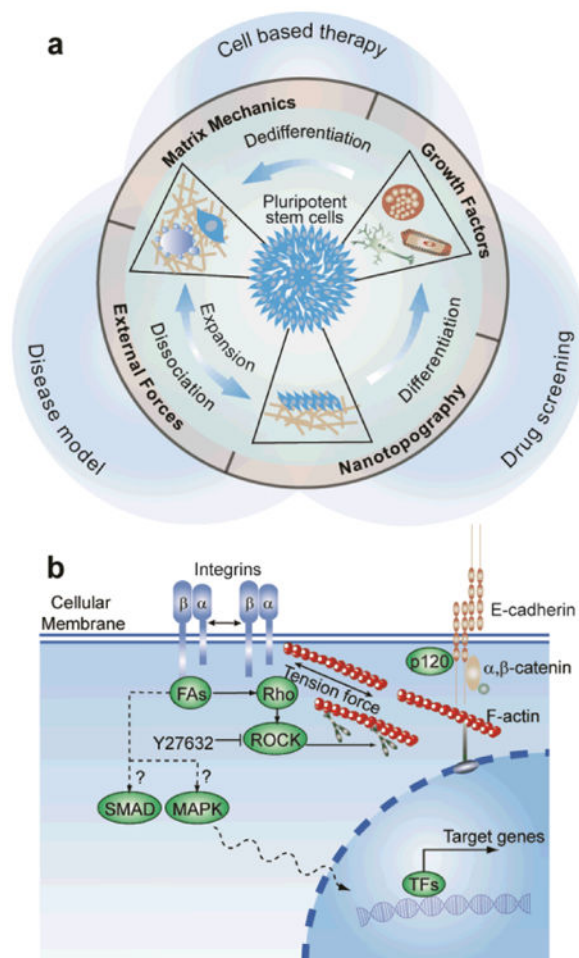 a
Cell based therapy
Matrix Mechanics
Dedifferentiation
Growth Factors
Pluripotent
stem cells
Expansion
Dissociation
Differentiation
External Forces
Nanotopography
Disease model
Drug screening
b
Integrins
β α β α
Cellular
Membrane
E-cadherin
p120
α,β-catenin
FAs
Rho
Tension force
F-actin
Y27632
ROCK
? ?
SMAD MAPK
Target genes
TFs